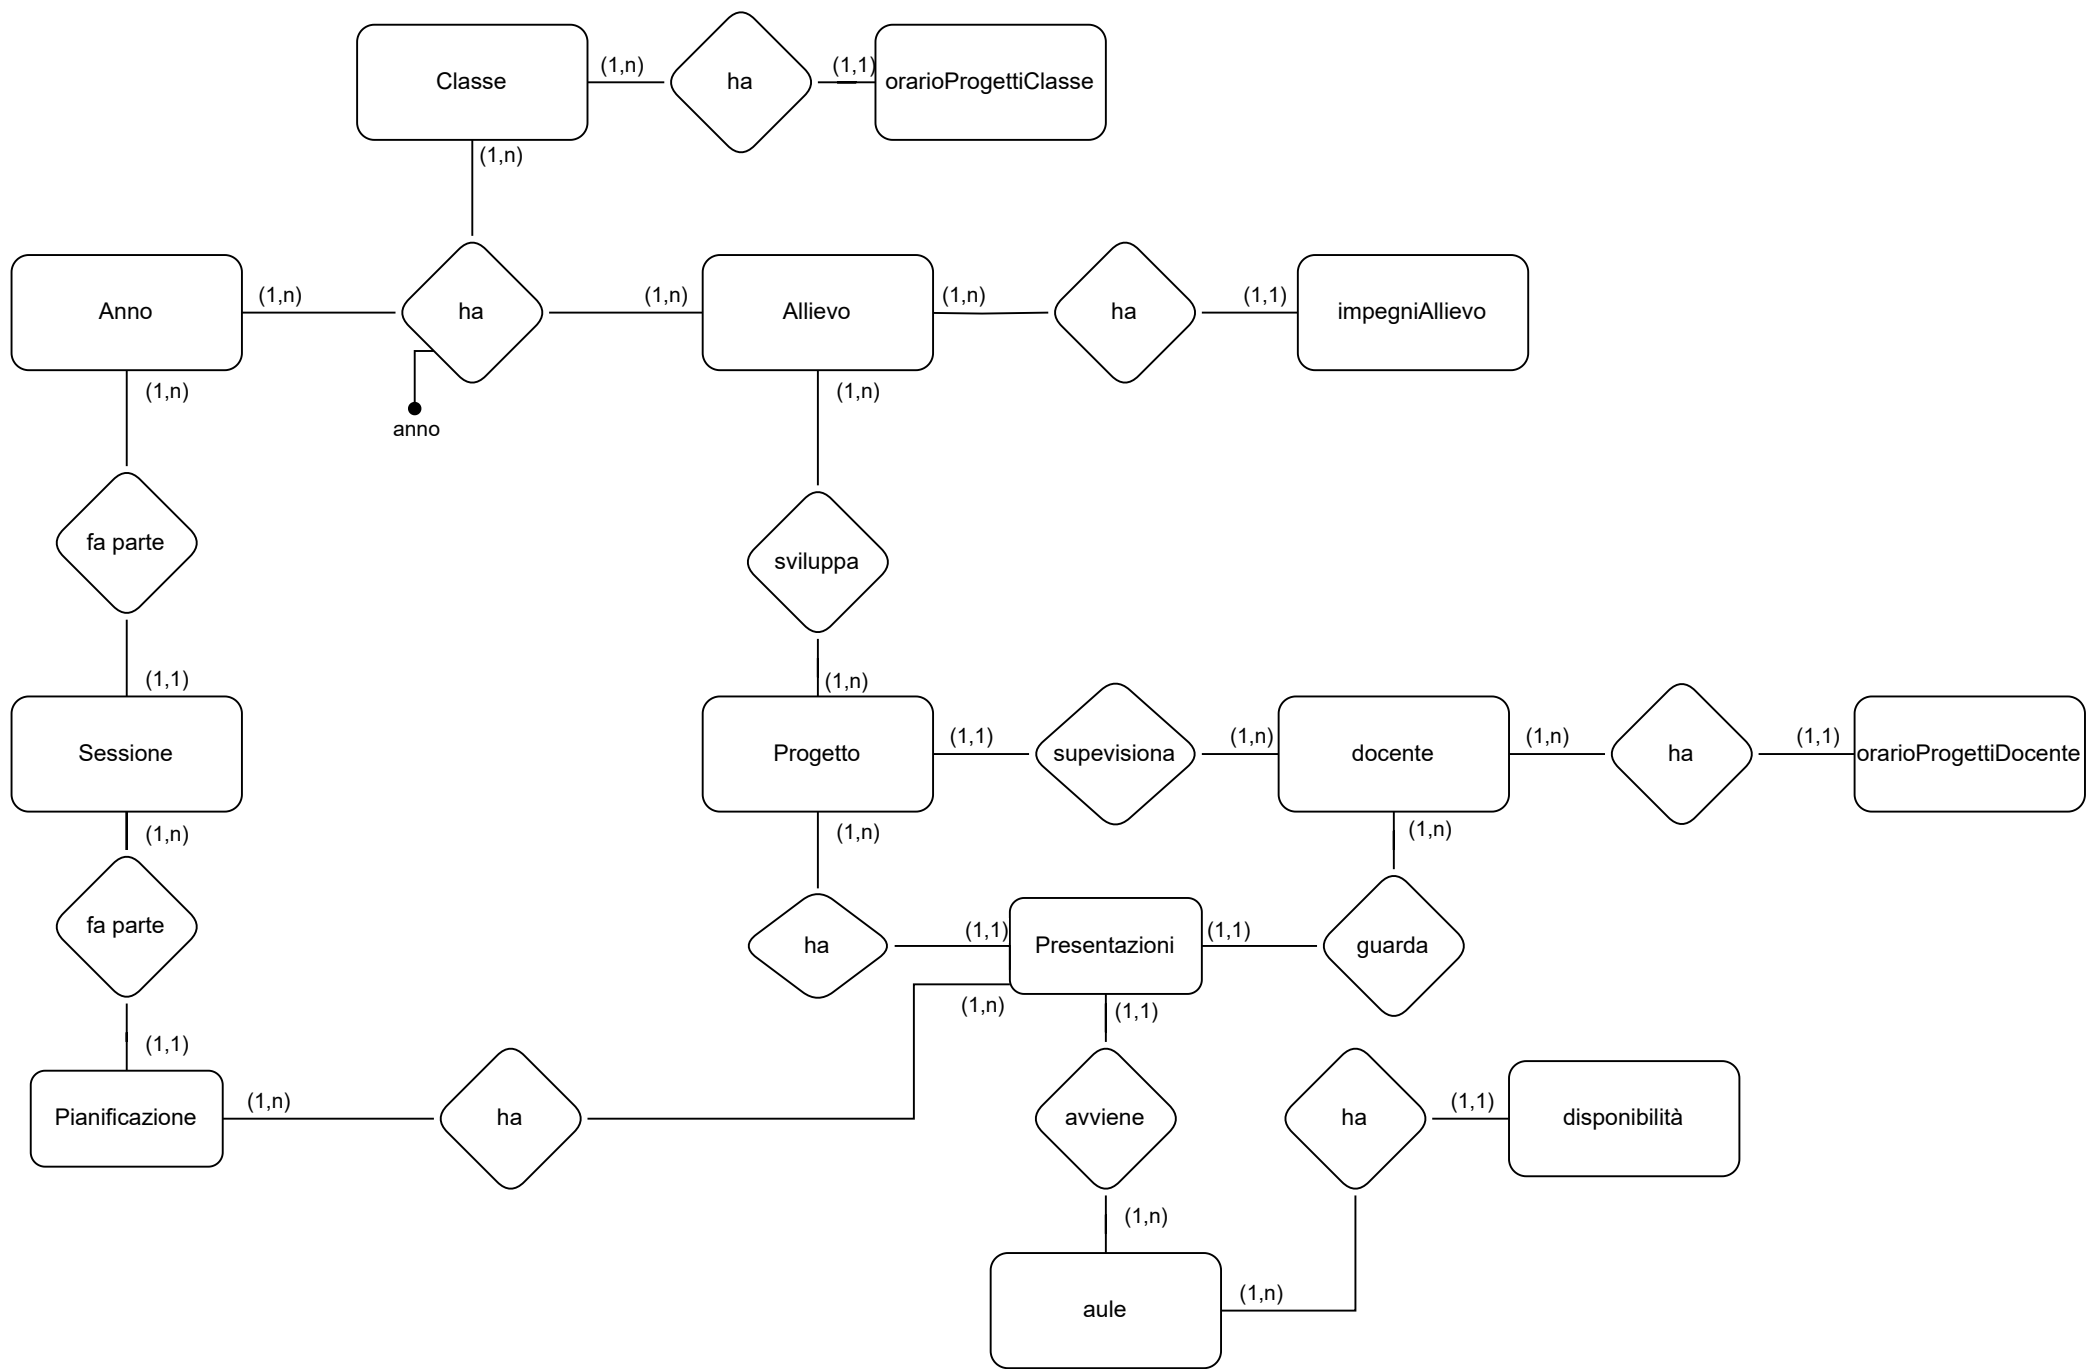 Classe
(1,n)
ha
(1,1)
orarioProgettiClasse
(1,n)
Anno
(1,n)
ha
(1,n)
Allievo
(1,n)
ha
(1,1)
impegniAllievo
(1,n)
anno
(1,n)
fa parte
sviluppa
(1,1)
(1,n)
Sessione
Progetto
(1,1)
supevisiona
(1,n)
docente
(1,n)
ha
(1,1)
orarioProgettiDocente
(1,n)
(1,n)
(1,n)
fa parte
ha
(1,1)
Presentazioni
(1,1)
guarda
(1,n)
(1,1)
(1,1)
Pianificazione
(1,n)
ha
avviene
ha
(1,1)
disponibilità
(1,n)
aule
(1,n)